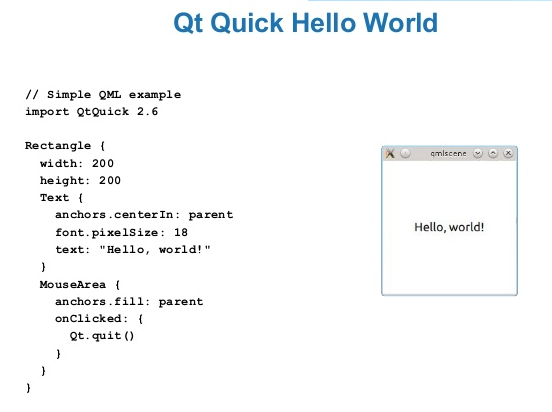 Qt Quick Hello World
// Simple QML example
import QtQuick 2.6
Rectangle {
  width: 200
  height: 200
  Text {
    anchors.centerIn: parent
    font.pixelSize: 18
    text: "Hello, world!"
  }
  MouseArea {
    anchors.fill: parent
    onClicked: {
      Qt.quit()
    }
  }
}
qmlscene
Hello, world!